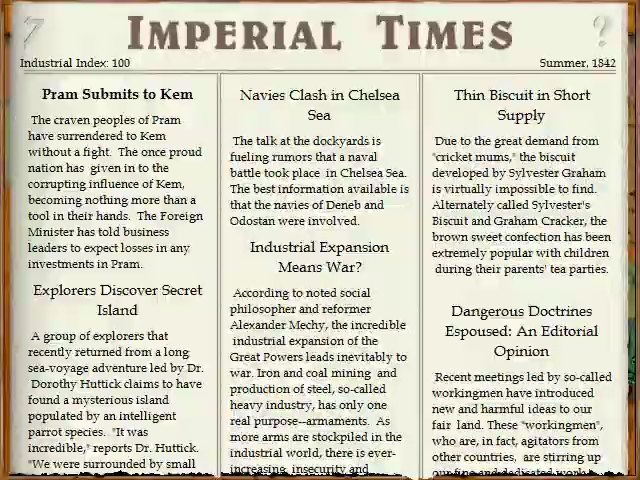 7
IMPERIAL TIMES
?
Industrial Index: 100
Summer, 1842
Pram Submits to Kem
The craven peoples of Pram
have surrendered to Kem
without a fight. The once proud
nation has given in to the
corrupting influence of Kem,
becoming nothing more than a
tool in their hands. The Foreign
Minister has told business
leaders to expect losses in any
investments in Pram.
Explorers Discover Secret
Island
A group of explorers that
recently returned from a long
sea-voyage adventure led by Dr.
Dorothy Huttick claims to have
found a mysterious island
populated by an intelligent
parrot species. "It was
incredible," reports Dr. Huttick.
"We were surrounded by small
Navies Clash in Chelsea
Sea
The talk at the dockyards is
fueling rumors that a naval
battle took place in Chelsea Sea.
The best information available is
that the navies of Deneb and
Odostan were involved.
Industrial Expansion
Means War?
According to noted social
philosopher and reformer
Alexander Mechy, the incredible
industrial expansion of the
Great Powers leads inevitably to
war. Iron and coal mining and
production of steel, so-called
heavy industry, has only one
real purpose--armaments. As
more arms are stockpiled in the
industrial world, there is ever-
increasing, insecurity and
Thin Biscuit in Short
Supply
Due to the great demand from
"cricket mums," the biscuit
developed by Sylvester Graham
is virtually impossible to find.
Alternately called Sylvester's
Biscuit and Graham Cracker, the
brown sweet confection has been
extremely popular with children
during their parents' tea parties.
Dangerous Doctrines
Espoused: An Editorial
Opinion
Recent meetings led by so-called
workingmen have introduced
new and harmful ideas to our
fair land. These "workingmen",
who are, in fact, agitators from
other countries, are stirring up
our fine and dedicated